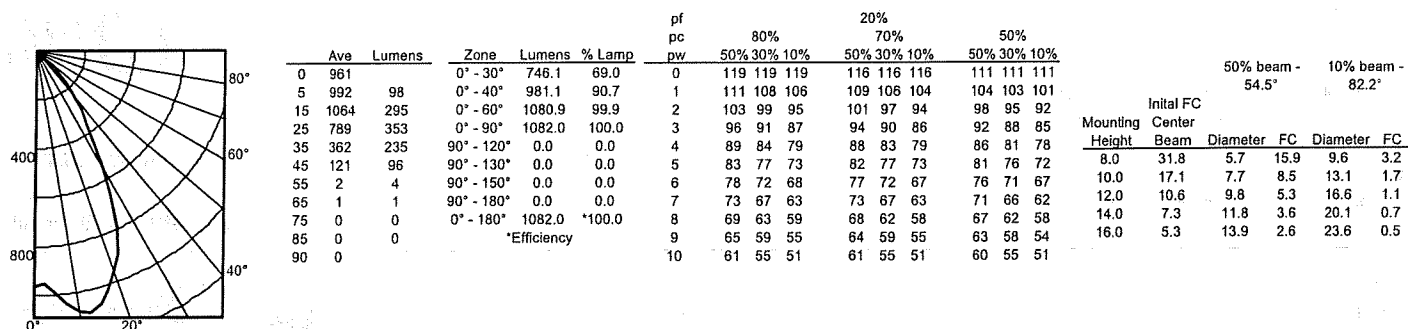 80°
60°
40°
20°
0°
400
800
Ave Lumens
0 961
5 992 98
15 1064 295
25 789 353
35 362 235
45 121 96
55 2 4
65 1 1
75 0 0
85 0 0
90 0
Zone Lumens % Lamp
0° - 30° 746.1 69.0
0° - 40° 981.1 90.7
0° - 60° 1080.9 99.9
0° - 90° 1082.0 100.0
90° - 120° 0.0 0.0
90° - 130° 0.0 0.0
90° - 150° 0.0 0.0
90° - 180° 0.0 0.0
0° - 180° 1082.0 *100.0
*Efficiency
pf 20%
pc 80% 70% 50%
pw 50% 30% 10% 50% 30% 10% 50% 30% 10%
0 119 119 119 116 116 116 111 111 111
1 111 108 106 109 106 104 104 103 101
2 103 99 95 101 97 94 98 95 92
3 96 91 87 94 90 86 92 88 85
4 89 84 79 88 83 79 86 81 78
5 83 77 73 82 77 73 81 76 72
6 78 72 68 77 72 67 76 71 67
7 73 67 63 73 67 63 71 66 62
8 69 63 59 68 62 58 67 62 58
9 65 59 55 64 59 55 63 58 54
10 61 55 51 61 55 51 60 55 51
50% beam - 10% beam -
54.5° 82.2°
Inital FC
Mounting Center
Height Beam Diameter FC Diameter FC
8.0 31.8 5.7 15.9 9.6 3.2
10.0 17.1 7.7 8.5 13.1 1.7
12.0 10.6 9.8 5.3 16.6 1.1
14.0 7.3 11.8 3.6 20.1 0.7
16.0 5.3 13.9 2.6 23.6 0.5